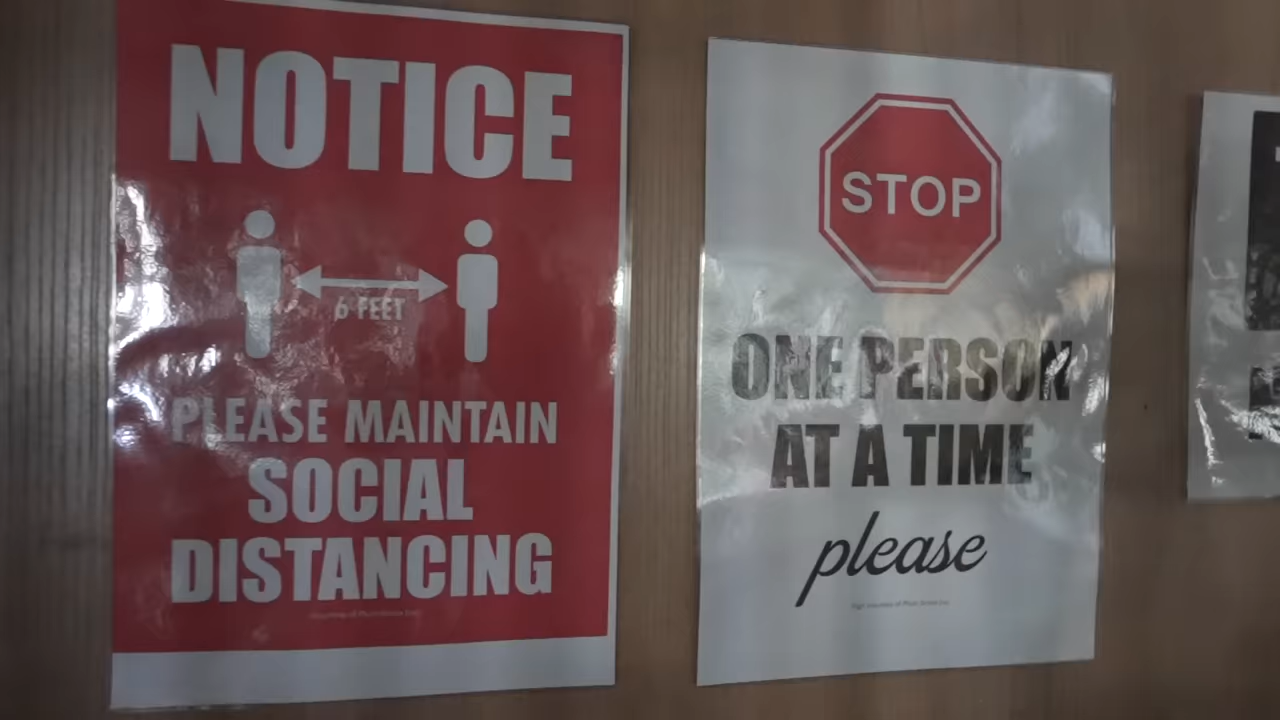 NOTICE
6 FEET
PLEASE MAINTAIN
SOCIAL
DISTANCING
STOP
ONE PERSON
AT A TIME
please